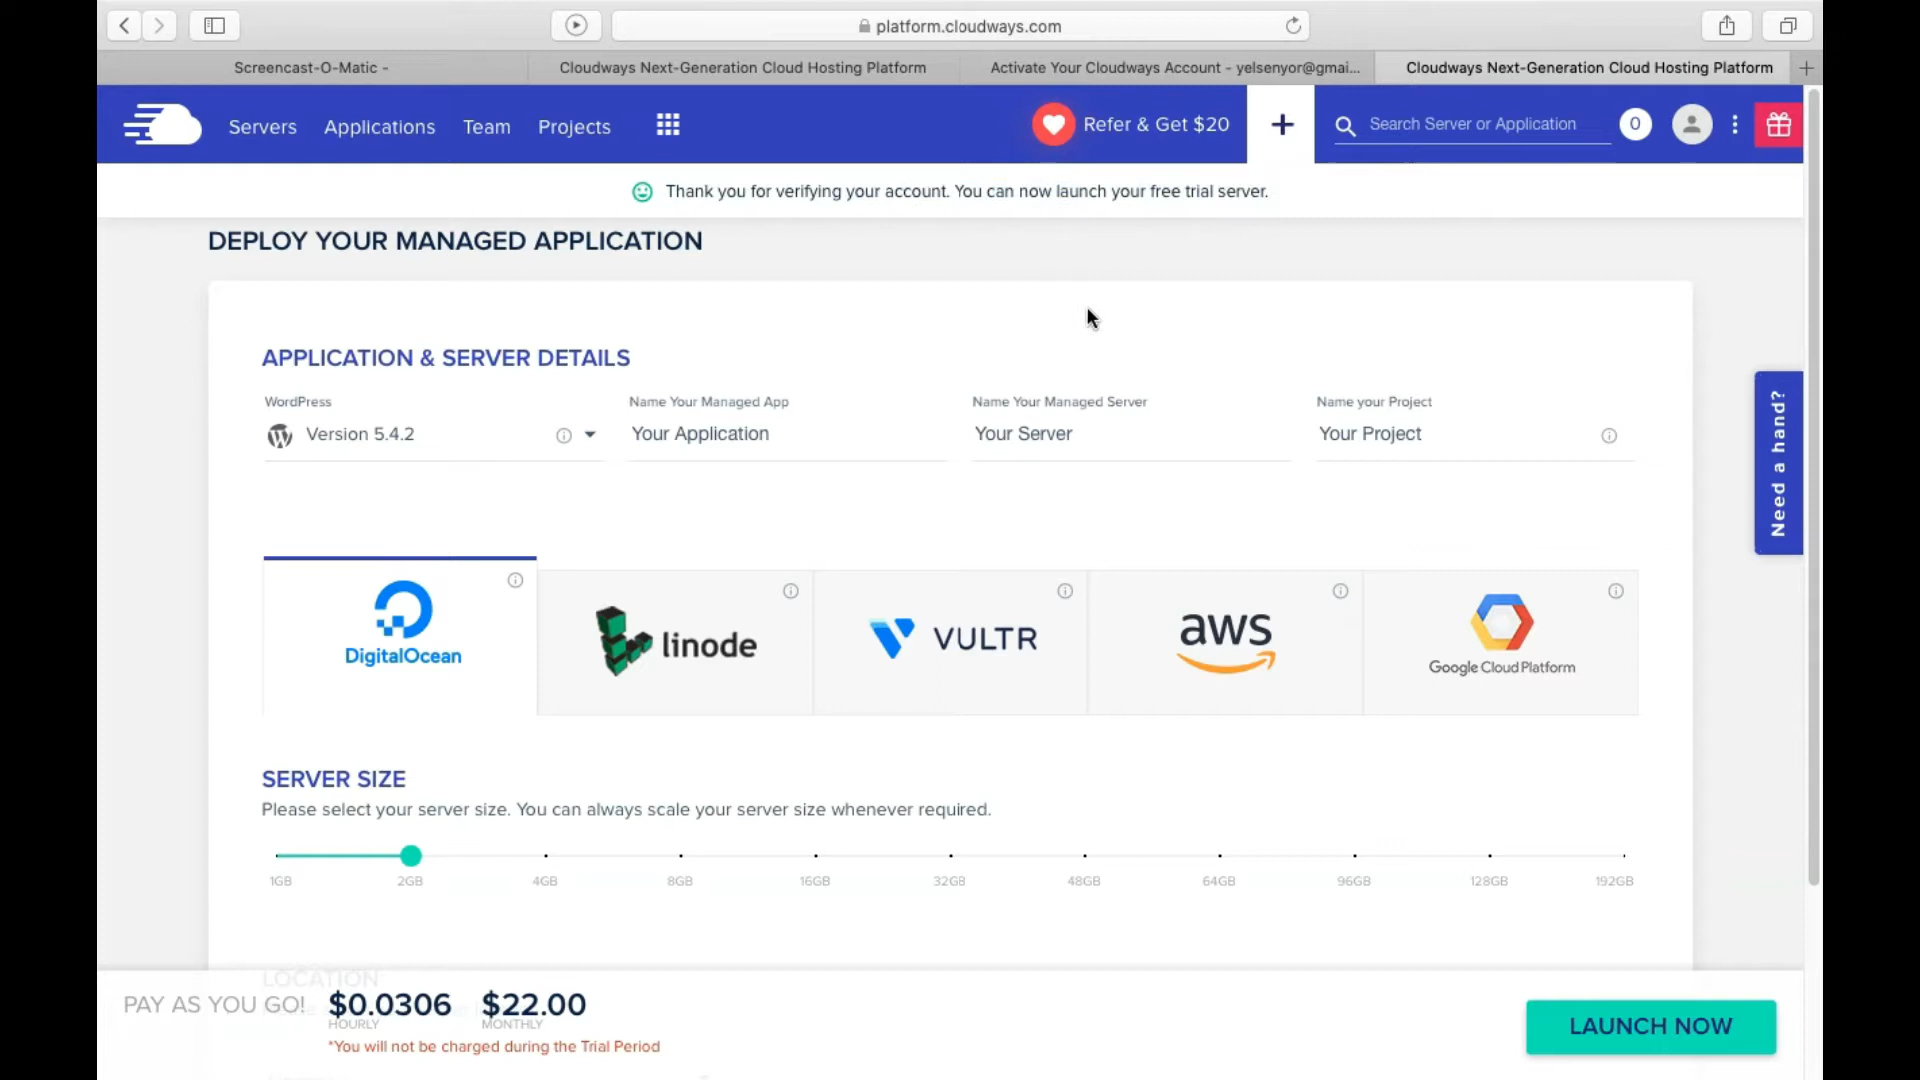 platform.cloudways.com
Screencast-O-Matic -
Cloudways Next-Generation Cloud Hosting Platform
Activate Your Cloudways Account - yelsenyor@gmai...
Cloudways Next-Generation Cloud Hosting Platform
Servers
Applications
Team
Projects
Refer & Get $20
Search Server or Application
0
Thank you for verifying your account. You can now launch your free trial server.
DEPLOY YOUR MANAGED APPLICATION
APPLICATION & SERVER DETAILS
WordPress
Name Your Managed App
Name Your Managed Server
Name your Project
Version 5.4.2
Your Application
Your Server
Your Project
Need a hand?
DigitalOcean
linode
VULTR
aws
Google Cloud Platform
SERVER SIZE
Please select your server size. You can always scale your server size whenever required.
1GB
2GB
4GB
8GB
16GB
32GB
48GB
64GB
96GB
128GB
192GB
LOCATION
PAY AS YOU GO!
$0.0306
$22.00
HOURLY
MONTHLY
*You will not be charged during the Trial Period
LAUNCH NOW